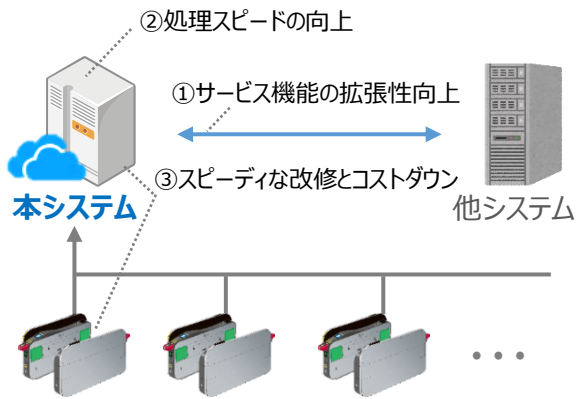 ②処理スピードの向上
①サービス機能の拡張性向上
③スピーディな改修とコストダウン
本システム
他システム